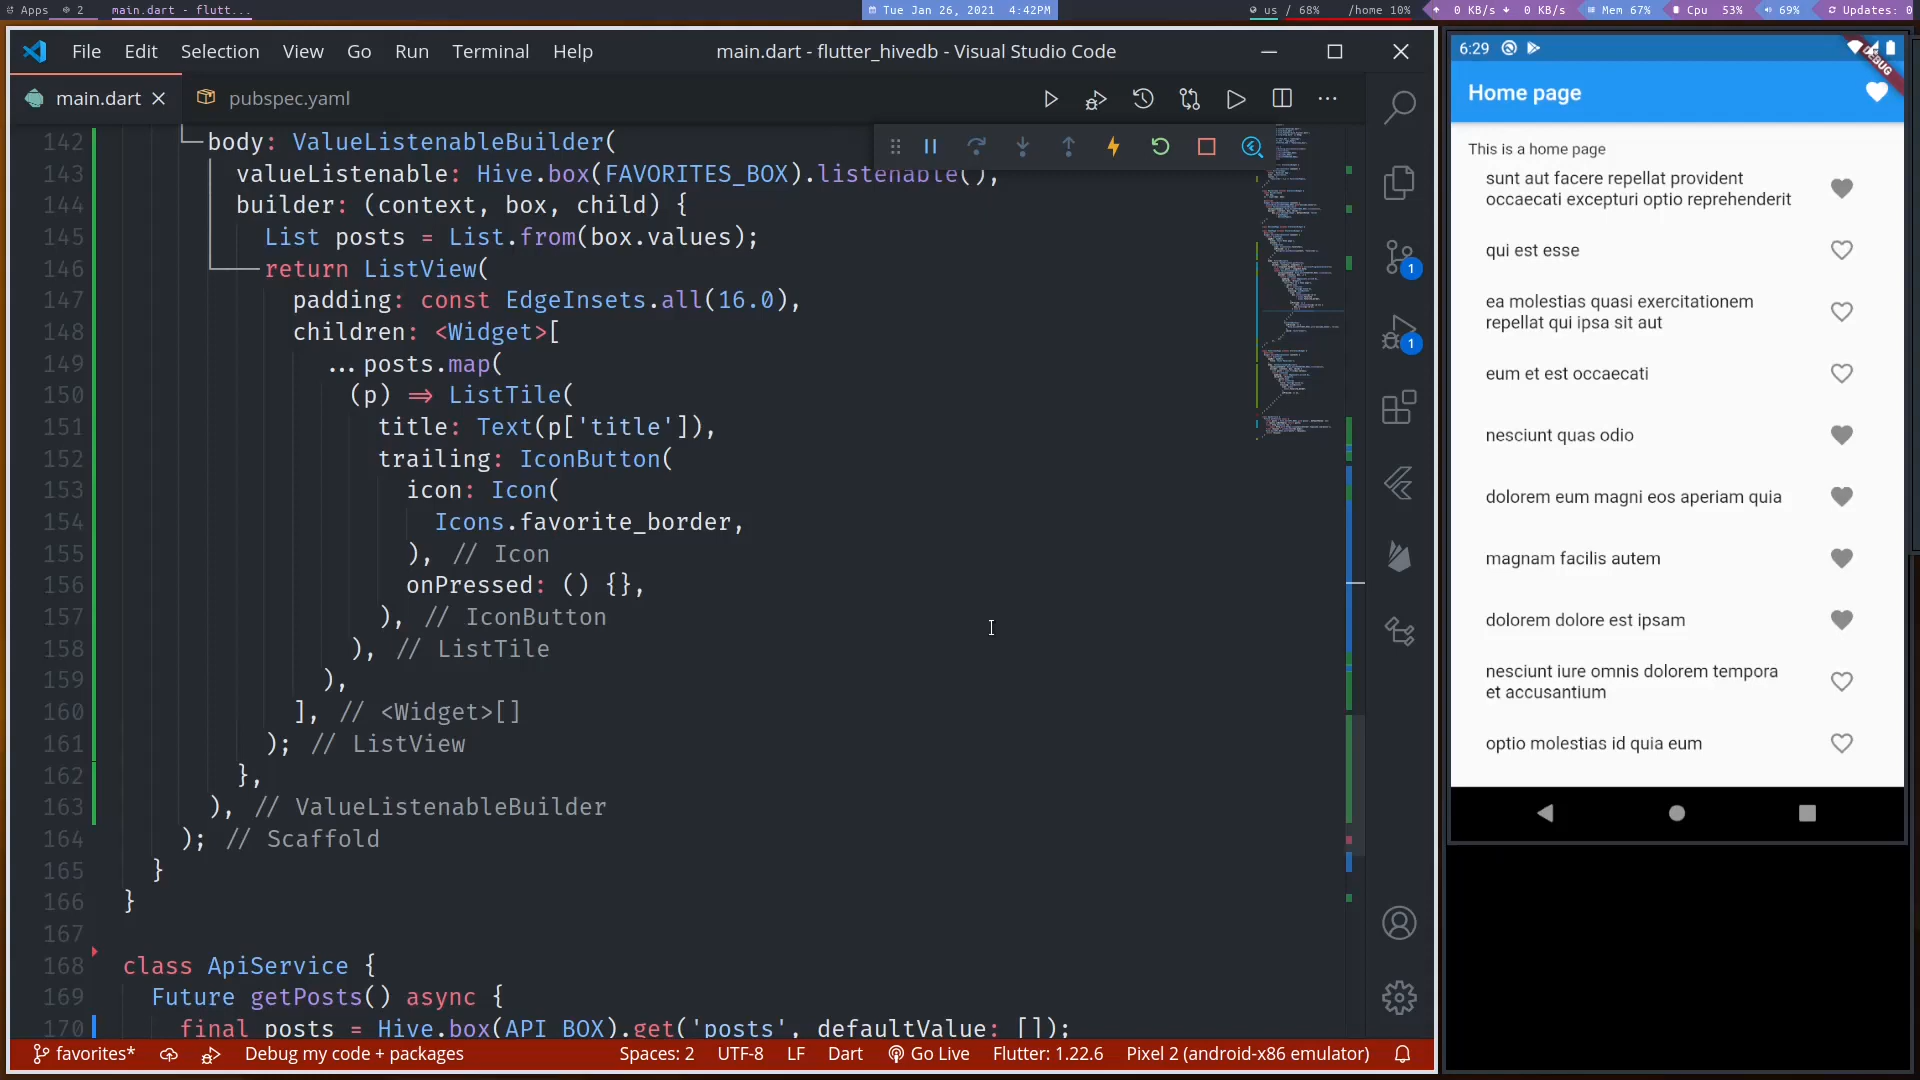 Apps 2 main.dart - flutt...
Tue Jan 26, 2021 4:42PM
us / 68% /home 10% 0 KB/s 0 KB/s Mem 67% Cpu 53% 69% Updates: 0
File Edit Selection View Go Run Terminal Help
main.dart - flutter_hivedb - Visual Studio Code
main.dart
pubspec.yaml
142 body: ValueListenableBuilder(
143 valueListenable: Hive.box(FAVORITES_BOX).listenable(),
144 builder: (context, box, child) {
145 List posts = List.from(box.values);
146 return ListView(
147 padding: const EdgeInsets.all(16.0),
148 children: <Widget>[
149 ...posts.map(
150 (p) => ListTile(
151 title: Text(p['title']),
152 trailing: IconButton(
153 icon: Icon(
154 Icons.favorite_border,
155 ), // Icon
156 onPressed: () {},
157 ), // IconButton
158 ), // ListTile
159 ),
160 ], // <Widget>[]
161 ); // ListView
162 },
163 ), // ValueListenableBuilder
164 ); // Scaffold
165 }
166 }
167
168 class ApiService {
169 Future getPosts() async {
170 final posts = Hive.box(API_BOX).get('posts', defaultValue: []);
1
1
favorites* Debug my code + packages Spaces: 2 UTF-8 LF Dart Go Live Flutter: 1.22.6 Pixel 2 (android-x86 emulator)
6:29
DEBUG
Home page
This is a home page
sunt aut facere repellat provident
occaecati excepturi optio reprehenderit
qui est esse
ea molestias quasi exercitationem
repellat qui ipsa sit aut
eum et est occaecati
nesciunt quas odio
dolorem eum magni eos aperiam quia
magnam facilis autem
dolorem dolore est ipsam
nesciunt iure omnis dolorem tempora
et accusantium
optio molestias id quia eum